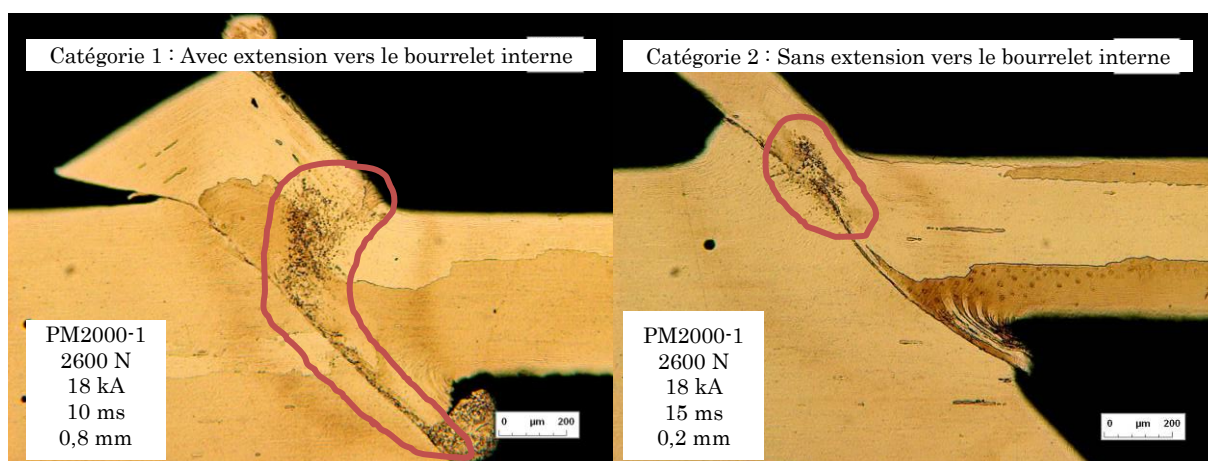 Catégorie 1 : Avec extension vers le bourrelet interne
PM2000-1
2600 N
18 kA
10 ms
0,8 mm
0 µm 200
Catégorie 2 : Sans extension vers le bourrelet interne
PM2000-1
2600 N
18 kA
15 ms
0,2 mm
0 µm 200